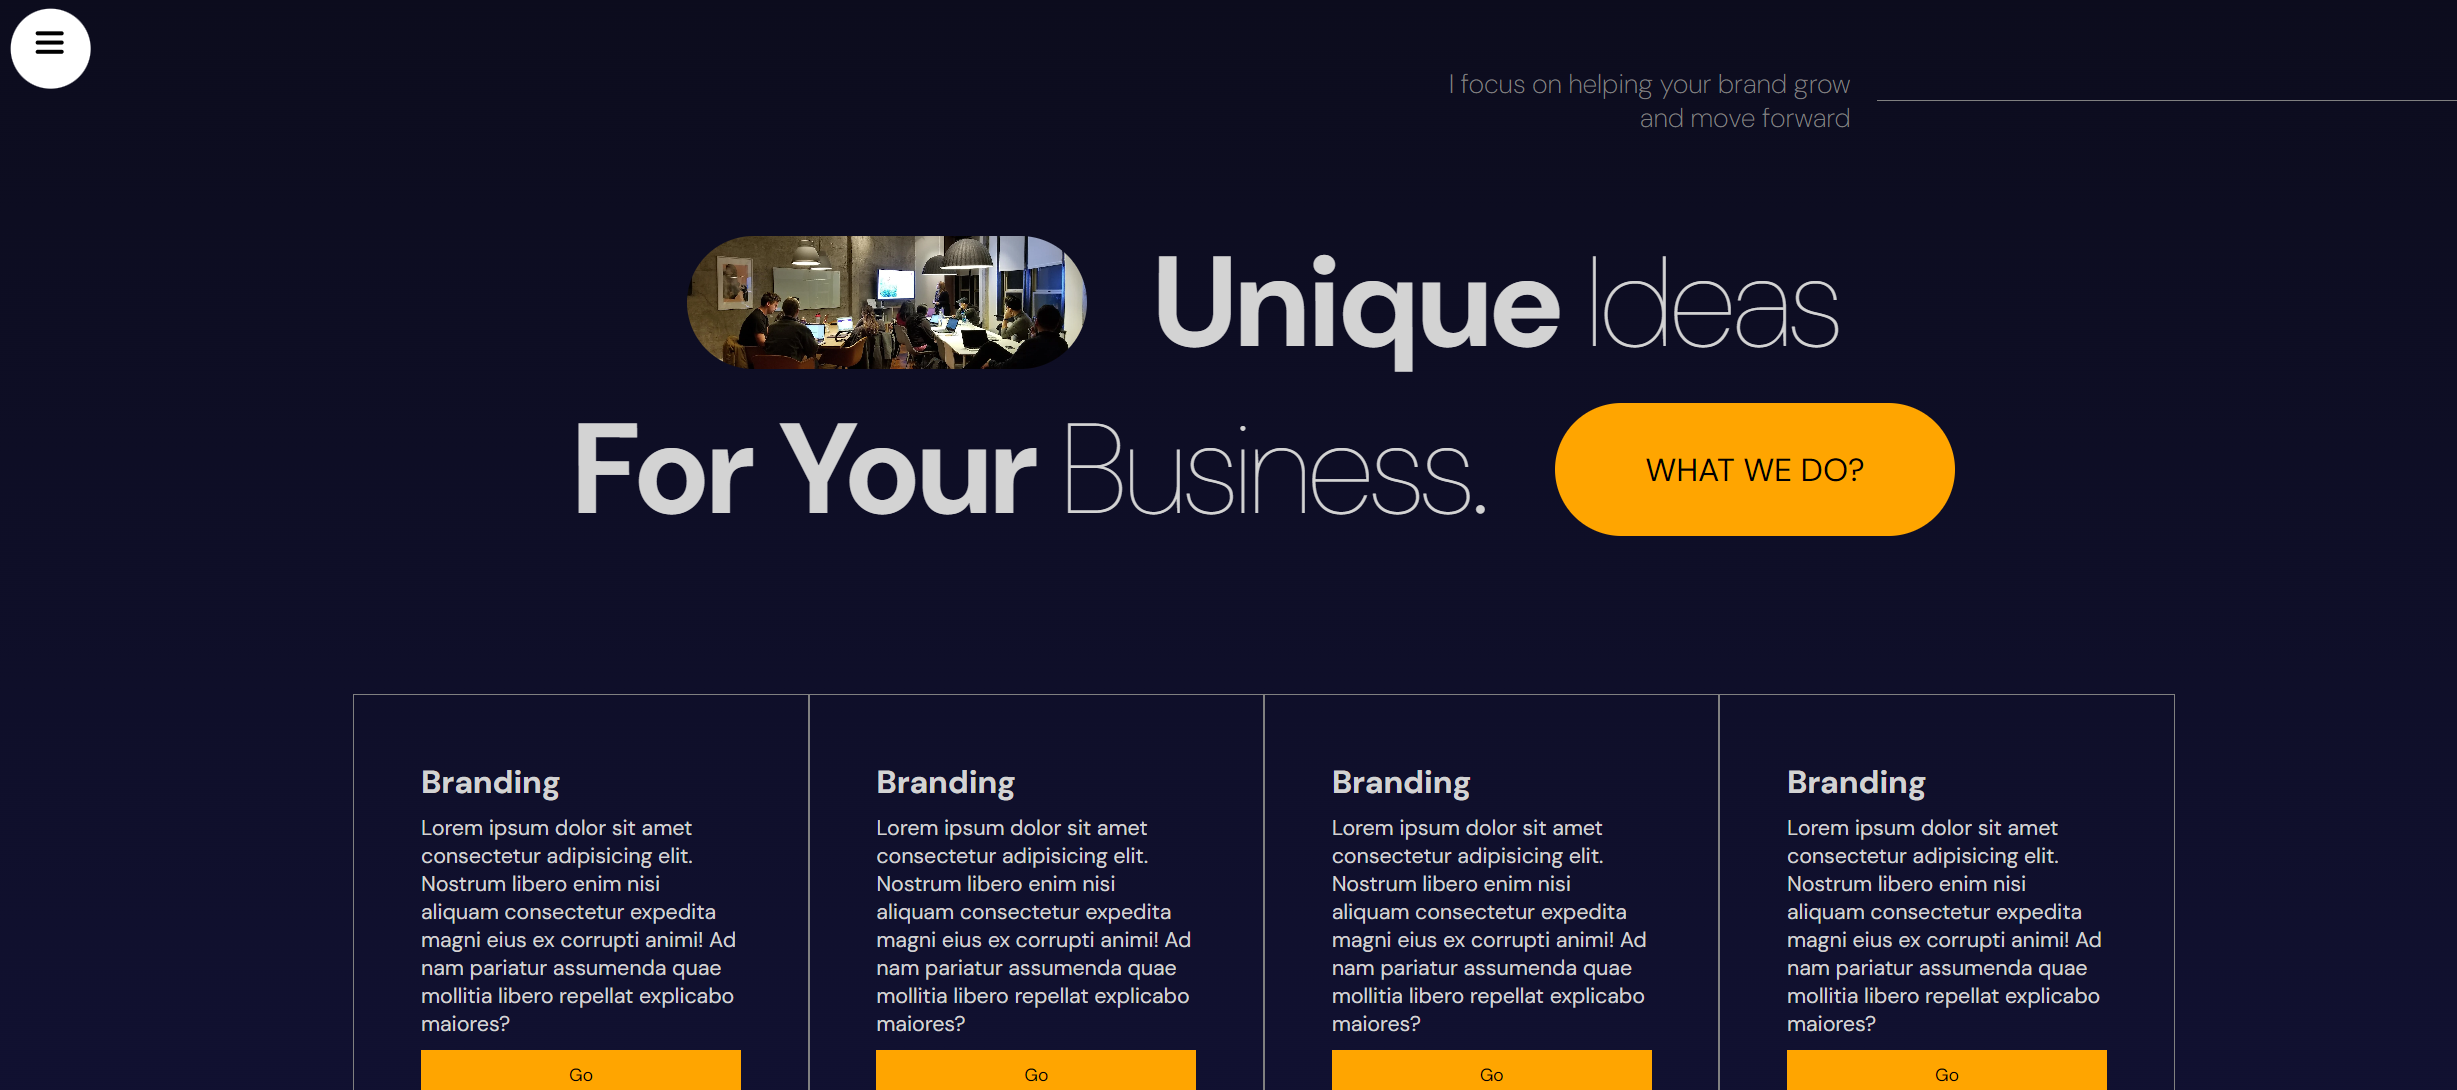 I focus on helping your brand grow
and move forward
Unique Ideas
For Your Business.
WHAT WE DO?
Branding
Lorem ipsum dolor sit amet
consectetur adipisicing elit.
Nostrum libero enim nisi
aliquam consectetur expedita
magni eius ex corrupti animi! Ad
nam pariatur assumenda quae
mollitia libero repellat explicabo
maiores?
Go
Branding
Lorem ipsum dolor sit amet
consectetur adipisicing elit.
Nostrum libero enim nisi
aliquam consectetur expedita
magni eius ex corrupti animi! Ad
nam pariatur assumenda quae
mollitia libero repellat explicabo
maiores?
Go
Branding
Lorem ipsum dolor sit amet
consectetur adipisicing elit.
Nostrum libero enim nisi
aliquam consectetur expedita
magni eius ex corrupti animi! Ad
nam pariatur assumenda quae
mollitia libero repellat explicabo
maiores?
Go
Branding
Lorem ipsum dolor sit amet
consectetur adipisicing elit.
Nostrum libero enim nisi
aliquam consectetur expedita
magni eius ex corrupti animi! Ad
nam pariatur assumenda quae
mollitia libero repellat explicabo
maiores?
Go